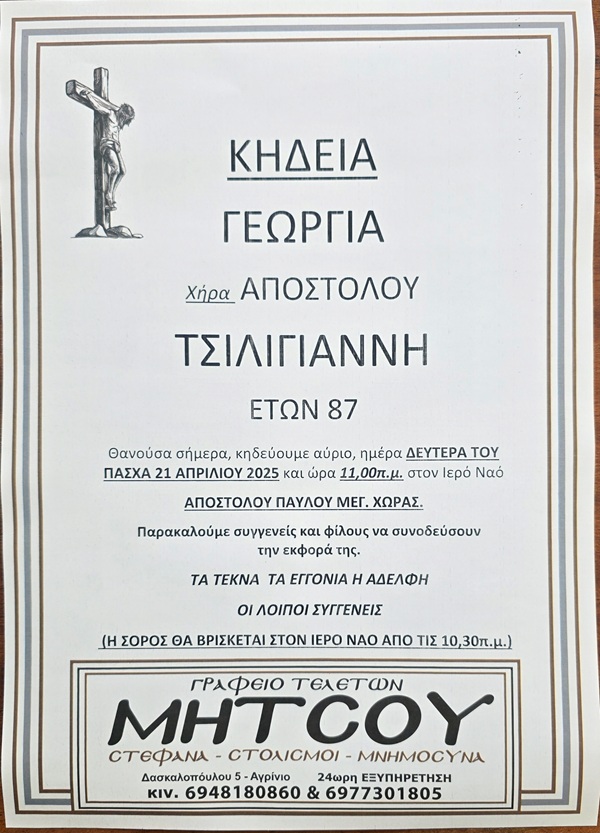 ΚΗΔΕΙΑ
ΓΕΩΡΓΙΑ
Χήρα ΑΠΟΣΤΟΛΟΥ
ΤΣΙΛΙΓΙΑΝΝΗ
ΕΤΩΝ 87
Θανούσα σήμερα, κηδεύουμε αύριο, ημέρα ΔΕΥΤΕΡΑ ΤΟΥ
ΠΑΣΧΑ 21 ΑΠΡΙΛΙΟΥ 2025 και ώρα 11,00π.μ. στον Ιερό Ναό
ΑΠΟΣΤΟΛΟΥ ΠΑΥΛΟΥ ΜΕΓ. ΧΩΡΑΣ.
Παρακαλούμε συγγενείς και φίλους να συνοδεύσουν
την εκφορά της.
ΤΑ ΤΕΚΝΑ ΤΑ ΕΓΓΟΝΙΑ Η ΑΔΕΛΦΗ
ΟΙ ΛΟΙΠΟΙ ΣΥΓΓΕΝΕΙΣ
(Η ΣΟΡΟΣ ΘΑ ΒΡΙΣΚΕΤΑΙ ΣΤΟΝ ΙΕΡΟ ΝΑΟ ΑΠΟ ΤΙΣ 10,30π.μ.)
ΓΡΑΦΕΙΟ ΤΕΛΕΤΩΝ
ΜΗΤΣΟΥ
ΣΤΕΦΑΝΑ - ΣΤΟΛΙΣΜΟΙ - ΜΝΗΜΟΣΥΝΑ
Δασκαλοπούλου 5 - Αγρίνιο 24ωρη ΕΞΥΠΗΡΕΤΗΣΗ
ΚΙΝ. 6948180860 & 6977301805